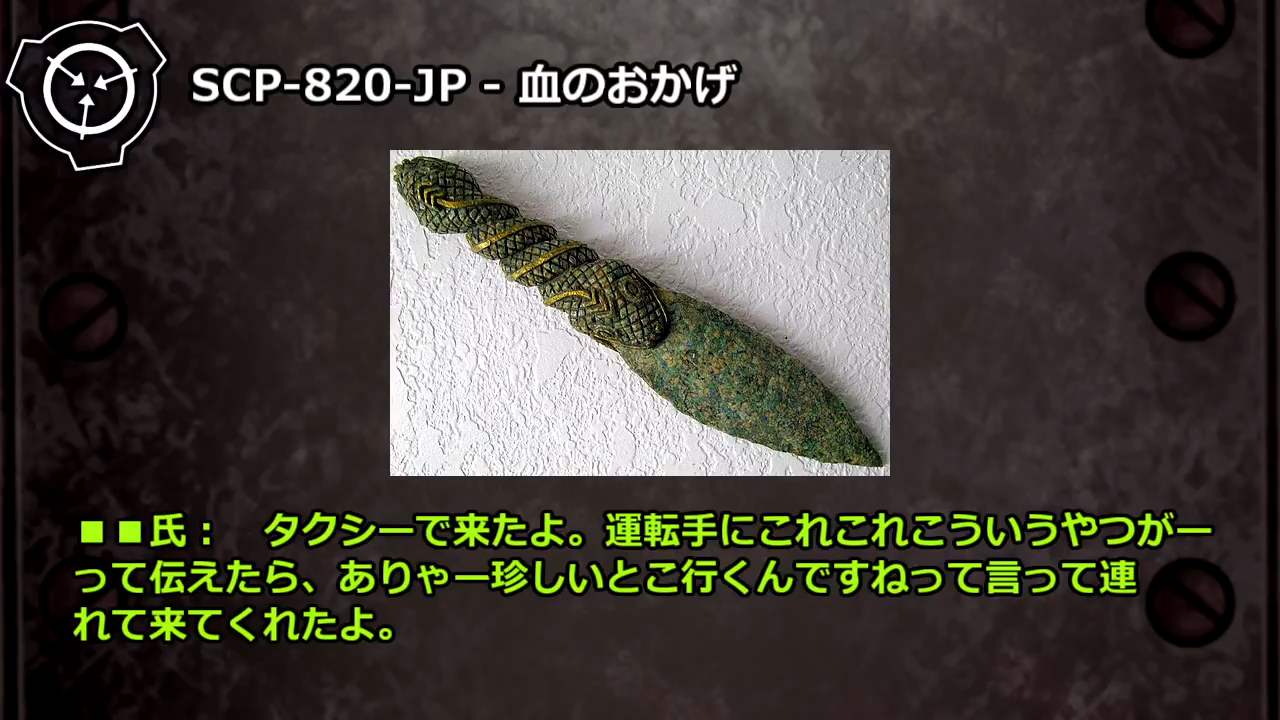 SCP-820-JP - 血のおかげ
■■氏：　タクシーで来たよ。運転手にこれこれこういうやつがー
って伝えたら、ありゃー珍しいとこ行くんですねって言って連
れて来てくれたよ。